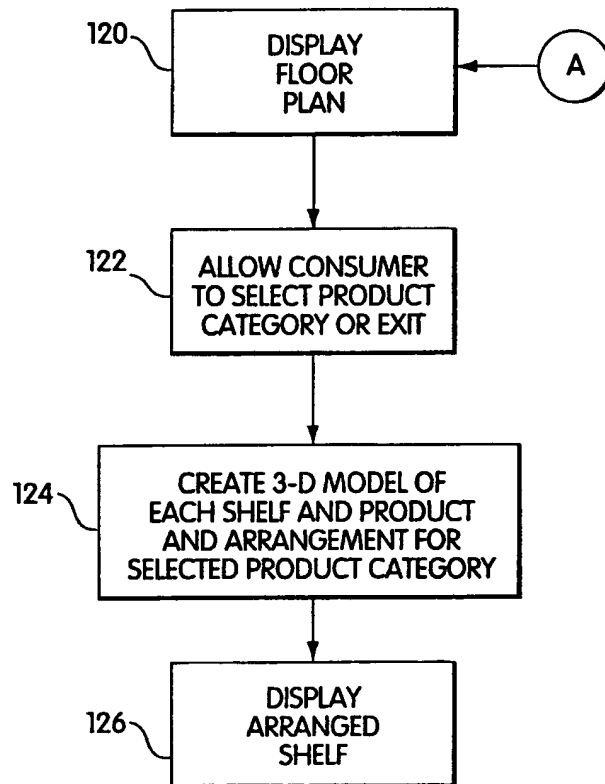 120
DISPLAY
FLOOR
PLAN
A
122
ALLOW CONSUMER
TO SELECT PRODUCT
CATEGORY OR EXIT
124
CREATE 3-D MODEL OF
EACH SHELF AND PRODUCT
AND ARRANGEMENT FOR
SELECTED PRODUCT CATEGORY
126
DISPLAY
ARRANGED
SHELF